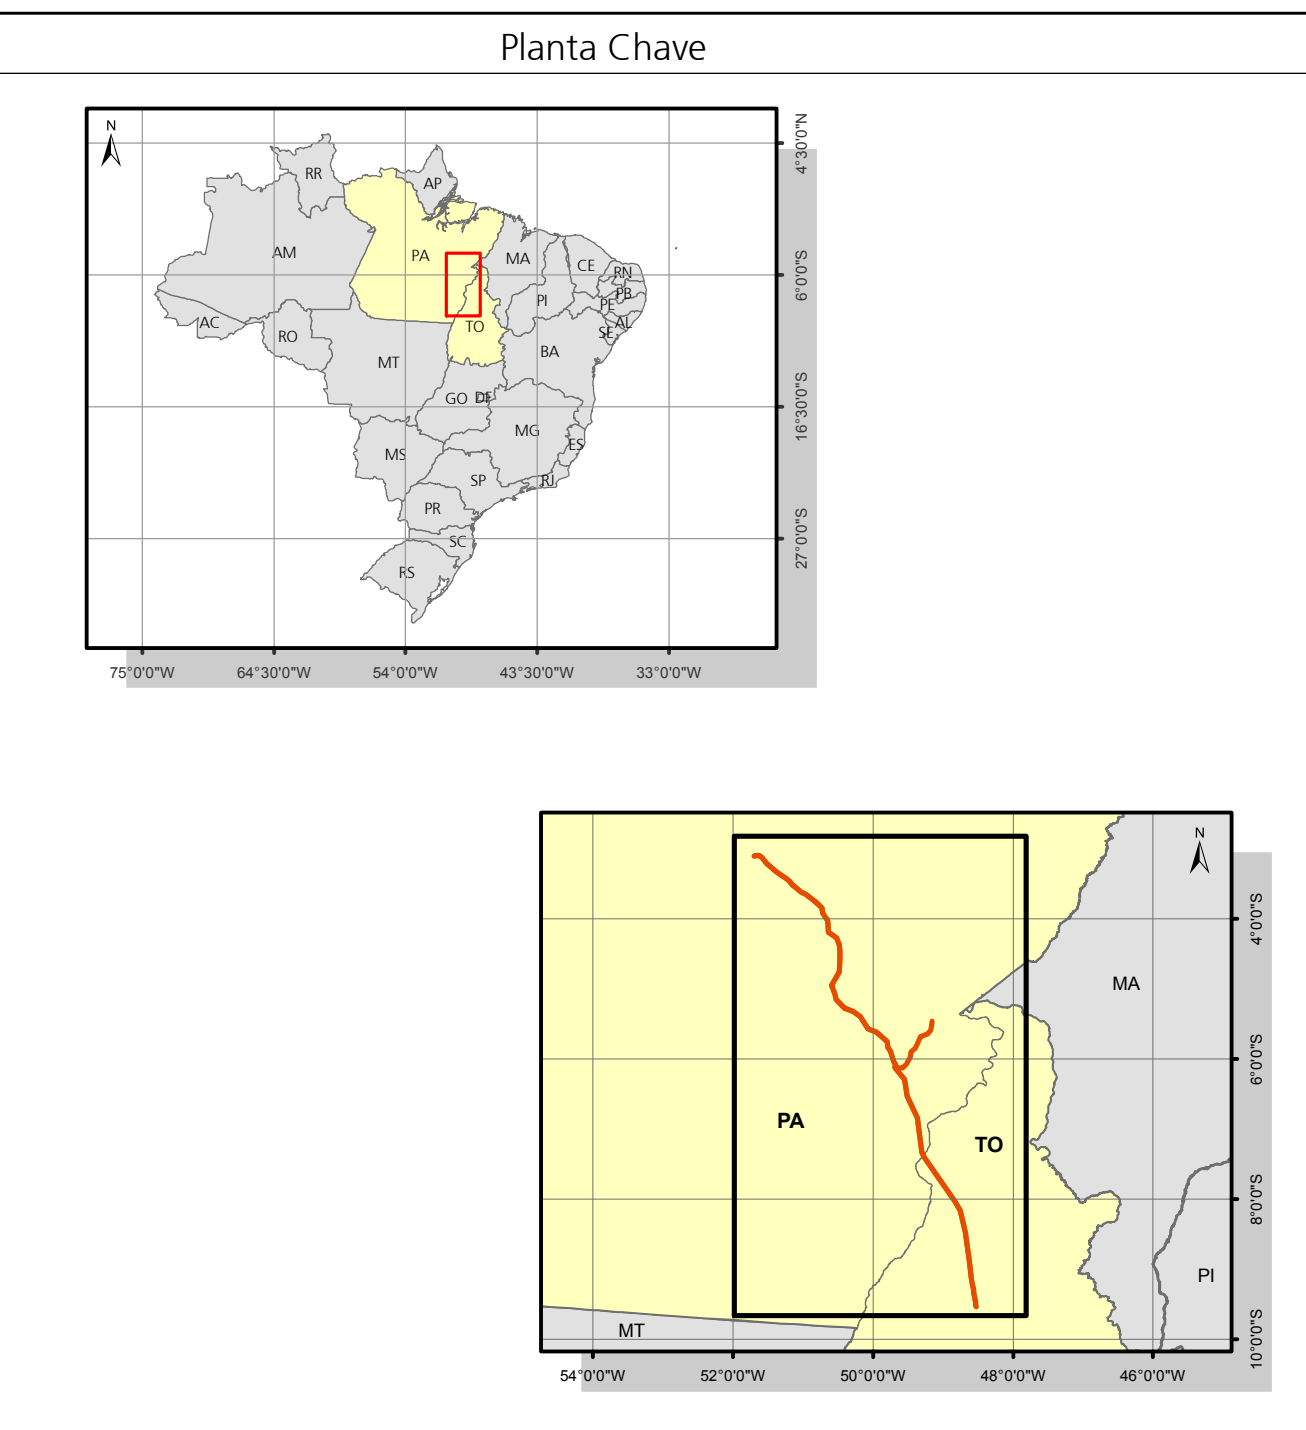 Planta Chave
N
4°30'0"N
RR
AP
AM
PA
MA
CE
RN
6°0'0"S
PI
PB
PE
AC
RO
TO
AL
SE
MT
BA
GO
DF
16°30'0"S
MG
ES
MS
SP
RJ
PR
27°0'0"S
SC
RS
75°0'0"W
64°30'0"W
54°0'0"W
43°30'0"W
33°0'0"W
N
4°0'0"S
MA
6°0'0"S
PA
TO
8°0'0"S
PI
MT
10°0'0"S
54°0'0"W
52°0'0"W
50°0'0"W
48°0'0"W
46°0'0"W